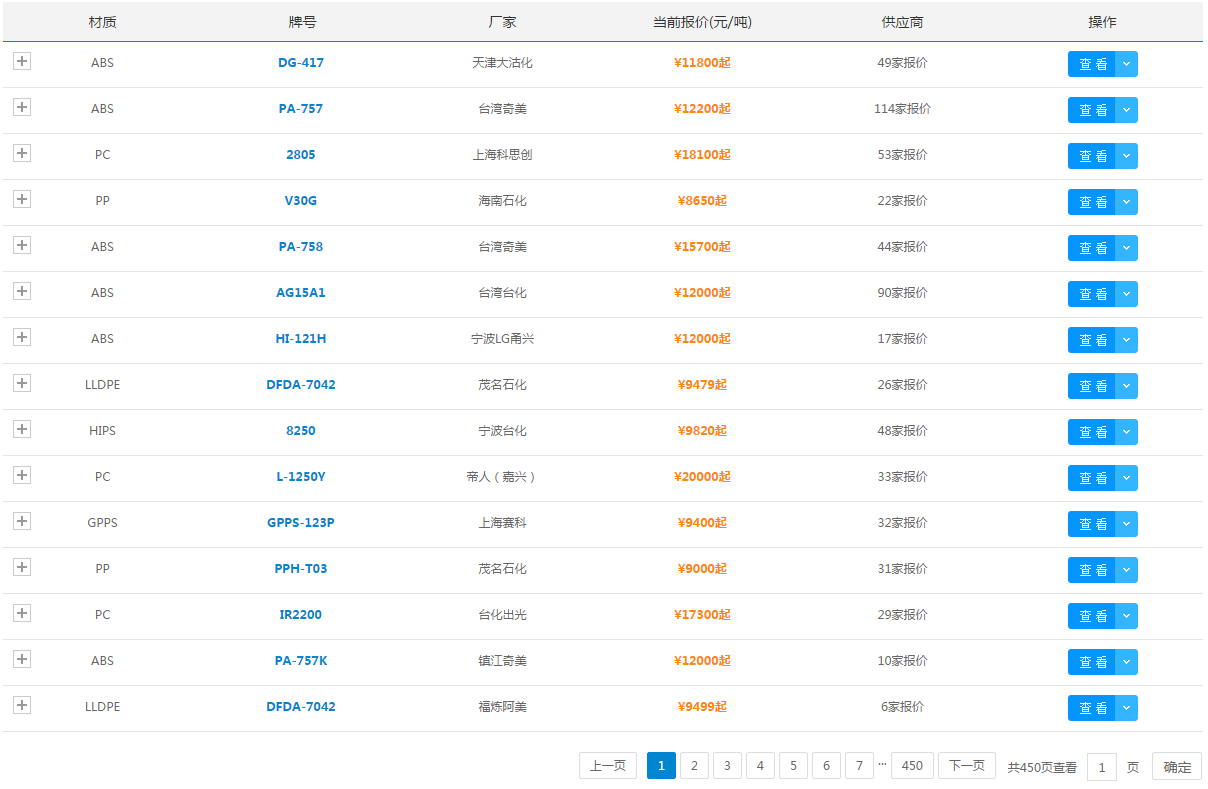 材质 牌号 厂家 当前报价(元/吨) 供应商 操作
ABS DG-417 天津大沽化 ¥11800起 49家报价 查 看
ABS PA-757 台湾奇美 ¥12200起 114家报价 查 看
PC 2805 上海科思创 ¥18100起 53家报价 查 看
PP V30G 海南石化 ¥8650起 22家报价 查 看
ABS PA-758 台湾奇美 ¥15700起 44家报价 查 看
ABS AG15A1 台湾台化 ¥12000起 90家报价 查 看
ABS HI-121H 宁波LG甬兴 ¥12000起 17家报价 查 看
LLDPE DFDA-7042 茂名石化 ¥9479起 26家报价 查 看
HIPS 8250 宁波台化 ¥9820起 48家报价 查 看
PC L-1250Y 帝人（嘉兴） ¥20000起 33家报价 查 看
GPPS GPPS-123P 上海赛科 ¥9400起 32家报价 查 看
PP PPH-T03 茂名石化 ¥9000起 31家报价 查 看
PC IR2200 台化出光 ¥17300起 29家报价 查 看
ABS PA-757K 镇江奇美 ¥12000起 10家报价 查 看
LLDPE DFDA-7042 福炼阿美 ¥9499起 6家报价 查 看
上一页 1 2 3 4 5 6 7 ... 450 下一页 共450页查看 1 页 确定